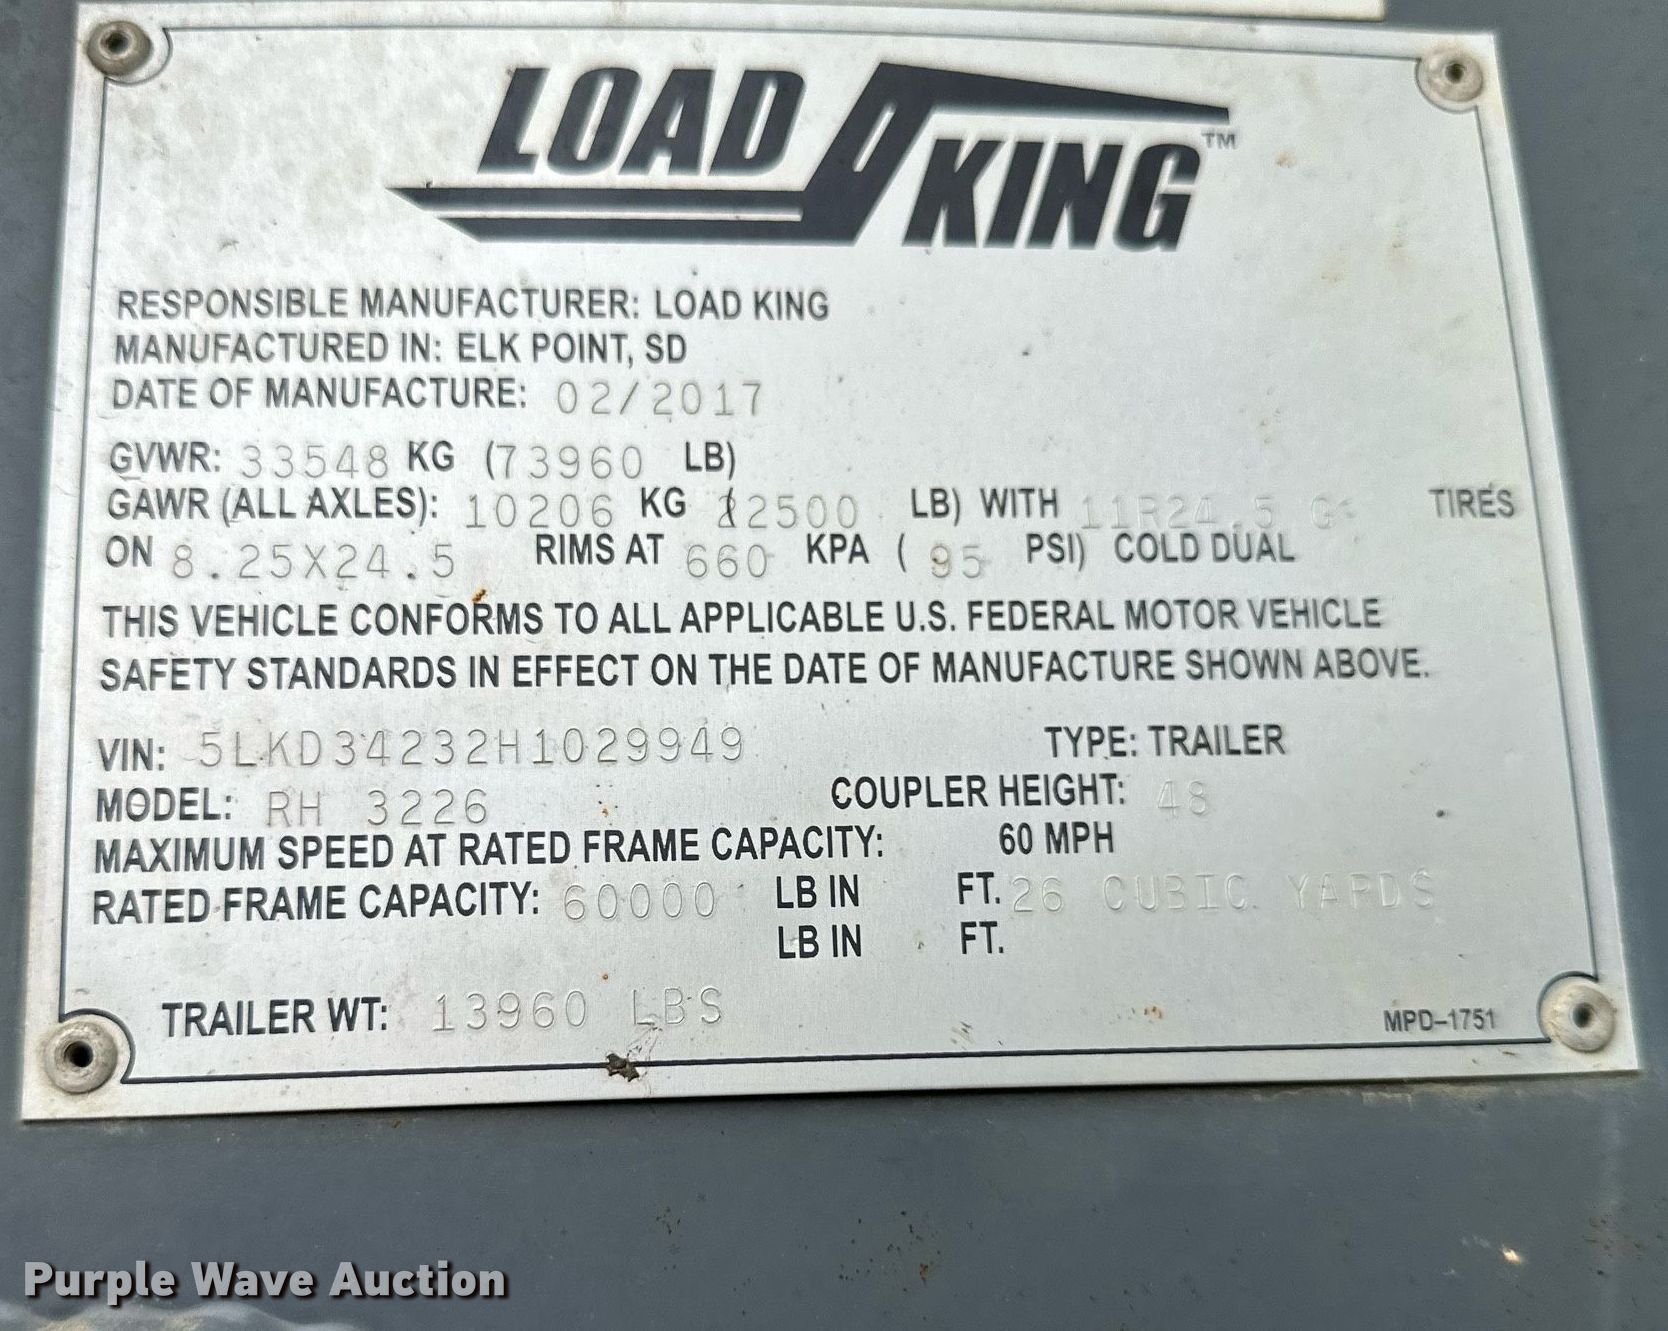 LOAD KING™
RESPONSIBLE MANUFACTURER: LOAD KING
MANUFACTURED IN: ELK POINT, SD
DATE OF MANUFACTURE: 02/2017
GVWR: 33548 KG (73960 LB)
GAWR (ALL AXLES): 10206 KG (22500 LB) WITH 11R24.5 TIRES
ON 8.25X24.5 RIMS AT 660 KPA ( 95 PSI) COLD DUAL
THIS VEHICLE CONFORMS TO ALL APPLICABLE U.S. FEDERAL MOTOR VEHICLE
SAFETY STANDARDS IN EFFECT ON THE DATE OF MANUFACTURE SHOWN ABOVE.
VIN: 5LKD34232H1029949 TYPE: TRAILER
MODEL: RH 3226 COUPLER HEIGHT: 48
MAXIMUM SPEED AT RATED FRAME CAPACITY: 60 MPH
RATED FRAME CAPACITY: 60000 LB IN FT. 26 CUBIC YARDS
LB IN FT.
TRAILER WT: 13960 LBS
MPD-1751
Purple Wave Auction